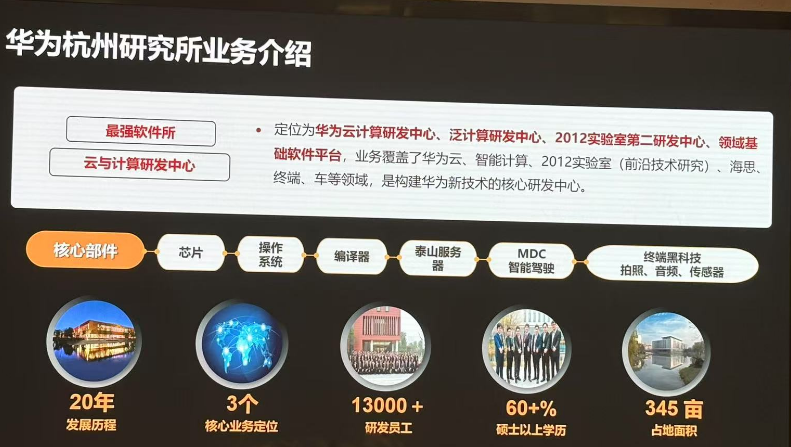 华为杭州研究所业务介绍
最强软件所
云与计算研发中心
• 定位为华为云计算研发中心、泛计算研发中心、2012实验室第二研发中心、领域基
础软件平台，业务覆盖了华为云、智能计算、2012实验室（前沿技术研究）、海思、
终端、车等领域，是构建华为新技术的核心研发中心。
核心部件
芯片
操作
系统
编译器
泰山服务
器
MDC
智能驾驶
终端黑科技
拍照、音频、传感器
20年
发展历程
3个
核心业务定位
13000 +
研发员工
60+%
硕士以上学历
345 亩
占地面积